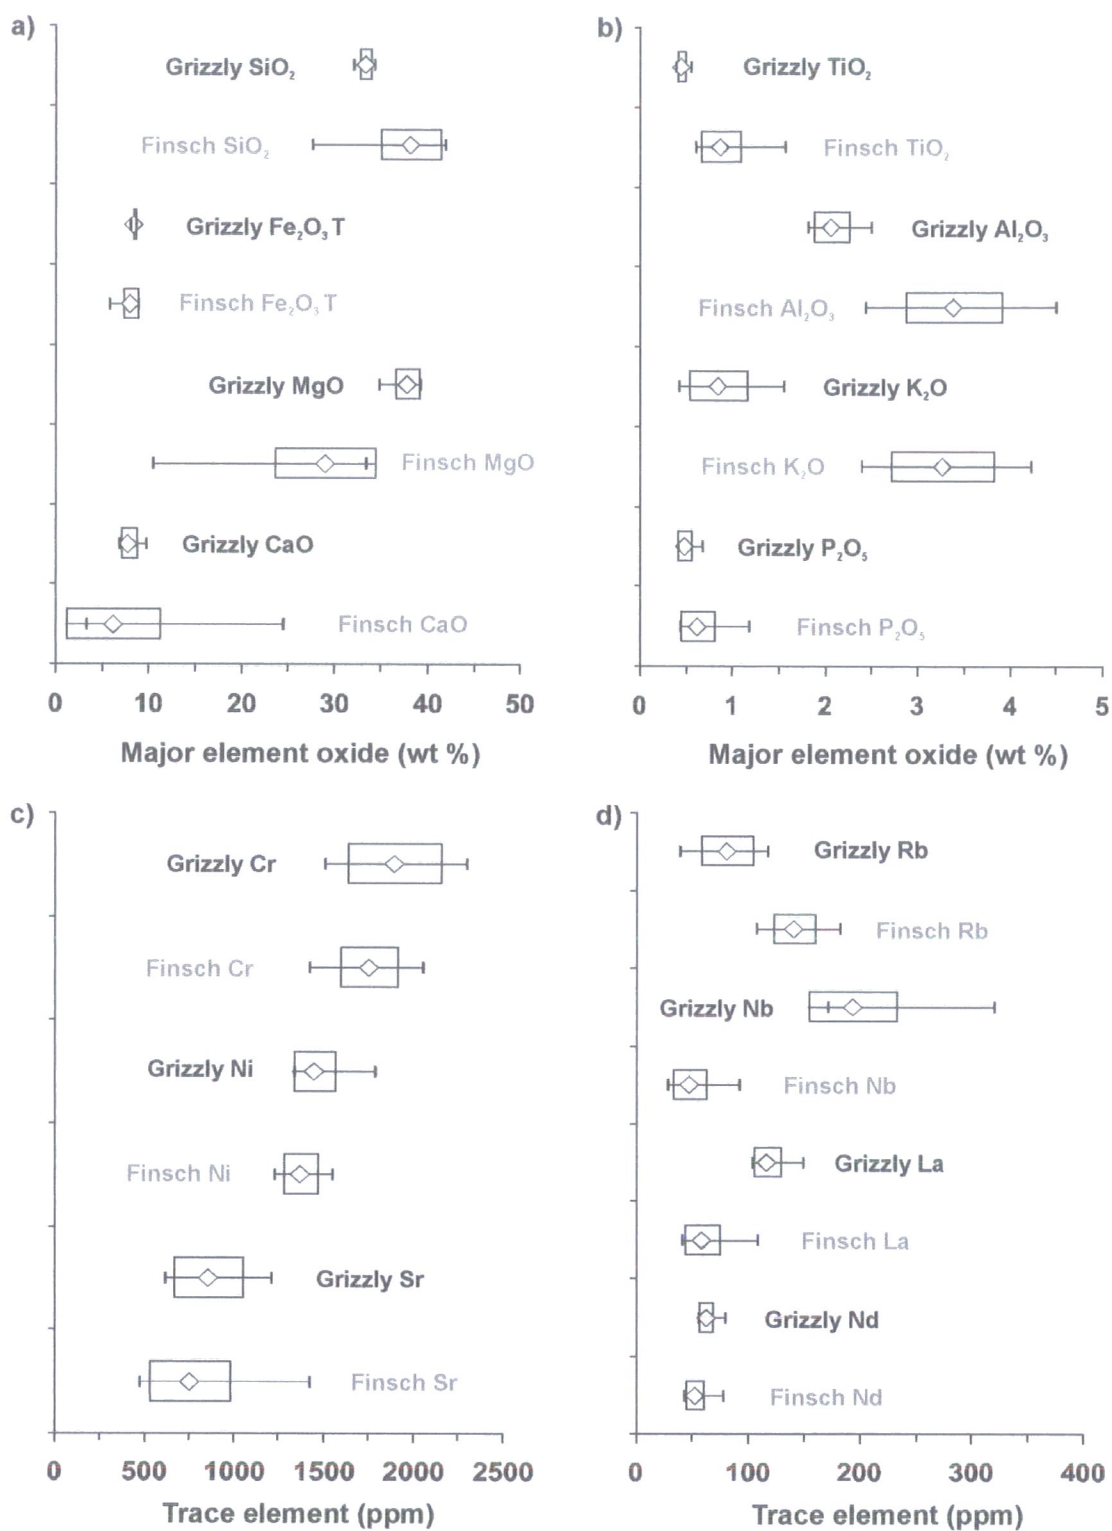 a)
Grizzly SiO₂
Finsch SiO₂
Grizzly Fe₂O₃ T
Finsch Fe₂O₃ T
Grizzly MgO
Finsch MgO
Grizzly CaO
Finsch CaO
0 10 20 30 40 50
Major element oxide (wt %)
b)
Grizzly TiO₂
Finsch TiO₂
Grizzly Al₂O₃
Finsch Al₂O₃
Grizzly K₂O
Finsch K₂O
Grizzly P₂O₅
Finsch P₂O₅
0 1 2 3 4 5
Major element oxide (wt %)
c)
Grizzly Cr
Finsch Cr
Grizzly Ni
Finsch Ni
Grizzly Sr
Finsch Sr
0 500 1000 1500 2000 2500
Trace element (ppm)
d)
Grizzly Rb
Finsch Rb
Grizzly Nb
Finsch Nb
Grizzly La
Finsch La
Grizzly Nd
Finsch Nd
0 100 200 300 400
Trace element (ppm)